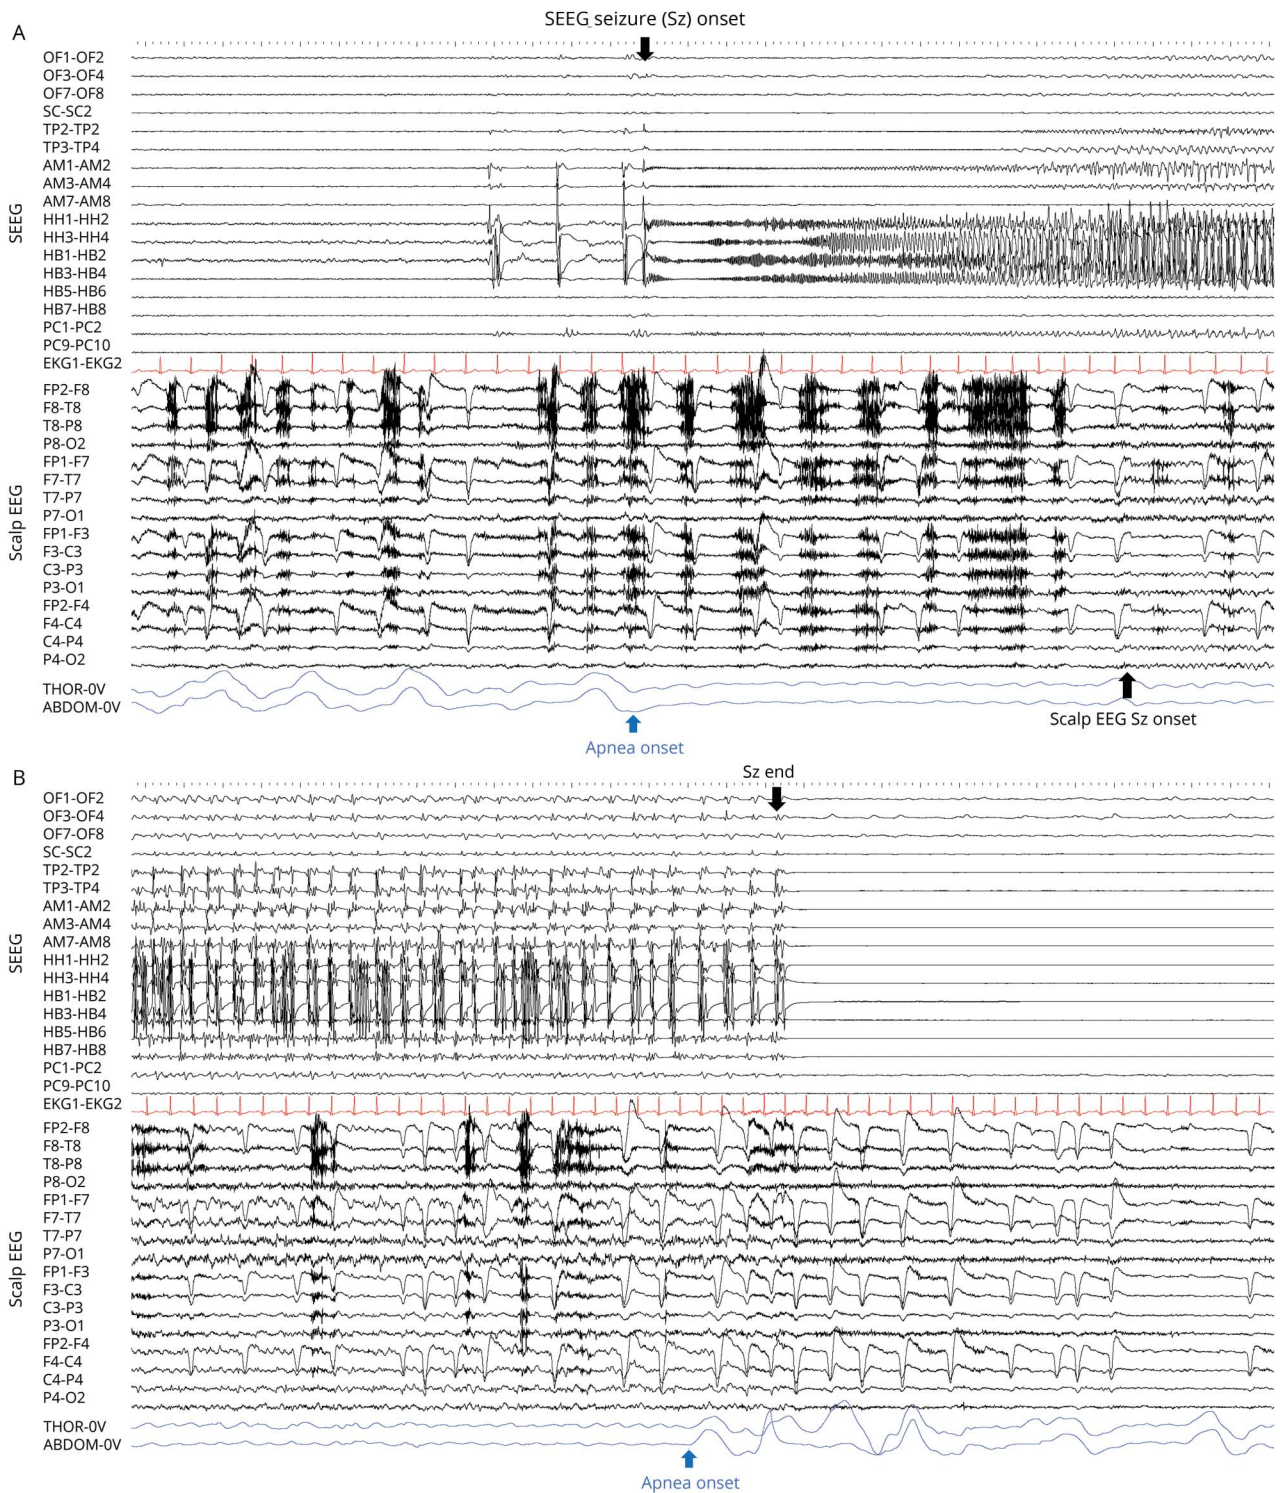 A
SEEG seizure (Sz) onset
SEEG
OF1-OF2
OF3-OF4
OF7-OF8
SC-SC2
TP2-TP2
TP3-TP4
AM1-AM2
AM3-AM4
AM7-AM8
HH1-HH2
HH3-HH4
HB1-HB2
HB3-HB4
HB5-HB6
HB7-HB8
PC1-PC2
PC9-PC10
EKG1-EKG2
Scalp EEG
FP2-F8
F8-T8
T8-P8
P8-O2
FP1-F7
F7-T7
T7-P7
P7-O1
FP1-F3
F3-C3
C3-P3
P3-O1
FP2-F4
F4-C4
C4-P4
P4-O2
THOR-0V
ABDOM-0V
Scalp EEG Sz onset
Apnea onset
B
Sz end
SEEG
OF1-OF2
OF3-OF4
OF7-OF8
SC-SC2
TP2-TP2
TP3-TP4
AM1-AM2
AM3-AM4
AM7-AM8
HH1-HH2
HH3-HH4
HB1-HB2
HB3-HB4
HB5-HB6
HB7-HB8
PC1-PC2
PC9-PC10
EKG1-EKG2
Scalp EEG
FP2-F8
F8-T8
T8-P8
P8-O2
FP1-F7
F7-T7
T7-P7
P7-O1
FP1-F3
F3-C3
C3-P3
P3-O1
FP2-F4
F4-C4
C4-P4
P4-O2
THOR-0V
ABDOM-0V
Apnea onset